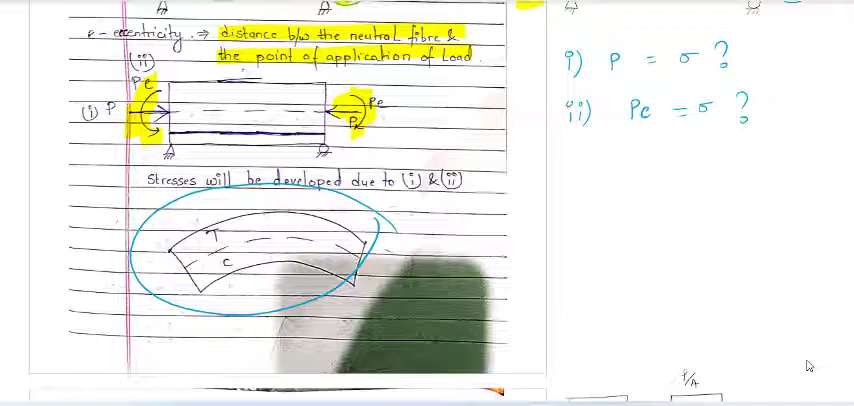 e - eccentricity. ⇒ distance b/w the neutral fibre &
the point of application of Load.
(ii)
Pe
(i) P
Pe
P
Stresses will be developed due to (i) & (ii)
T
C
i) P = σ ?
ii) Pe = σ ?
P/A